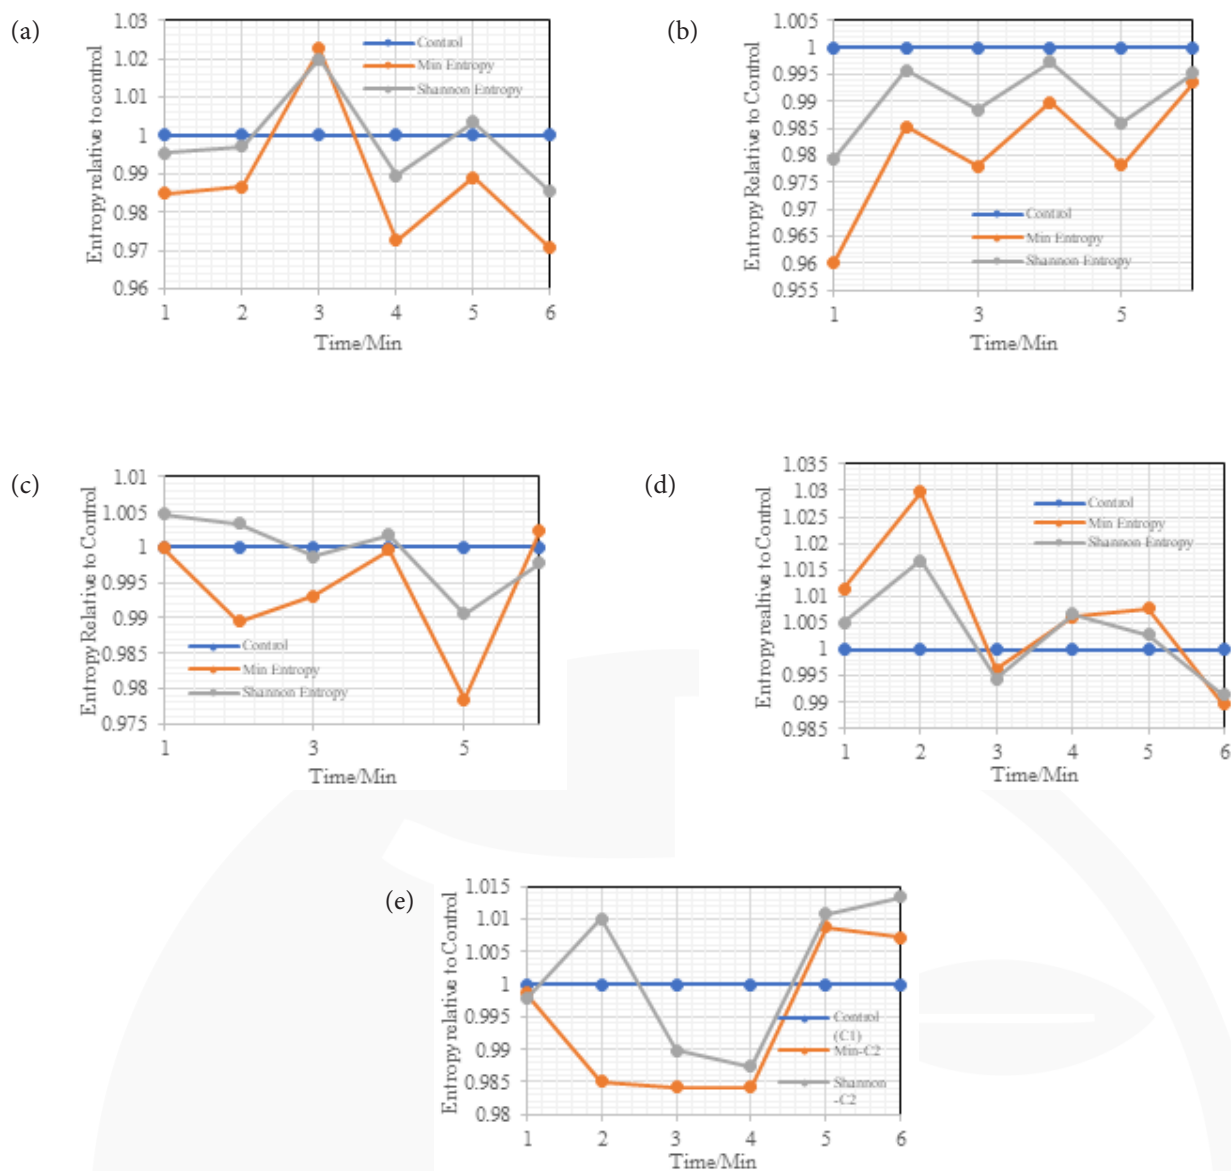 (a)
1.03
1.02
1.01
1
0.99
0.98
0.97
0.96
Entropy relative to control
Control
Min Entropy
Shannon Entropy
1 2 3 4 5 6
Time/Min
(b)
1.005
1
0.995
0.99
0.985
0.98
0.975
0.97
0.965
0.96
0.955
Entropy Relative to Control
Control
Min Entropy
Shannon Entropy
1 3 5
Time/Min
(c)
1.01
1.005
1
0.995
0.99
0.985
0.98
0.975
Entropy Relative to Control
Control
Min Entropy
Shannon Entropy
1 3 5
Time/Min
(d)
1.035
1.03
1.025
1.02
1.015
1.01
1.005
1
0.995
0.99
0.985
Entropy realtive to Control
Control
Min Entropy
Shannon Entropy
1 2 3 4 5 6
Time/Min
(e)
1.015
1.01
1.005
1
0.995
0.99
0.985
0.98
Entropy relative to Control
Control
(C1)
Min-C2
Shannon
-C2
1 2 3 4 5 6
Time/Min